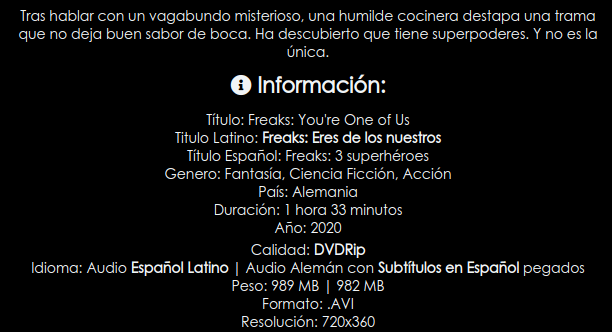 Tras hablar con un vagabundo misterioso, una humilde cocinera destapa una trama
que no deja buen sabor de boca. Ha descubierto que tiene superpoderes. Y no es la
única.
Información:
Título: Freaks: You're One of Us
Titulo Latino: Freaks: Eres de los nuestros
Título Español: Freaks: 3 superhéroes
Genero: Fantasía, Ciencia Ficción, Acción
País: Alemania
Duración: 1 hora 33 minutos
Año: 2020
Calidad: DVDRip
Idioma: Audio Español Latino | Audio Alemán con Subtítulos en Español pegados
Peso: 989 MB | 982 MB
Formato: .AVI
Resolución: 720x360